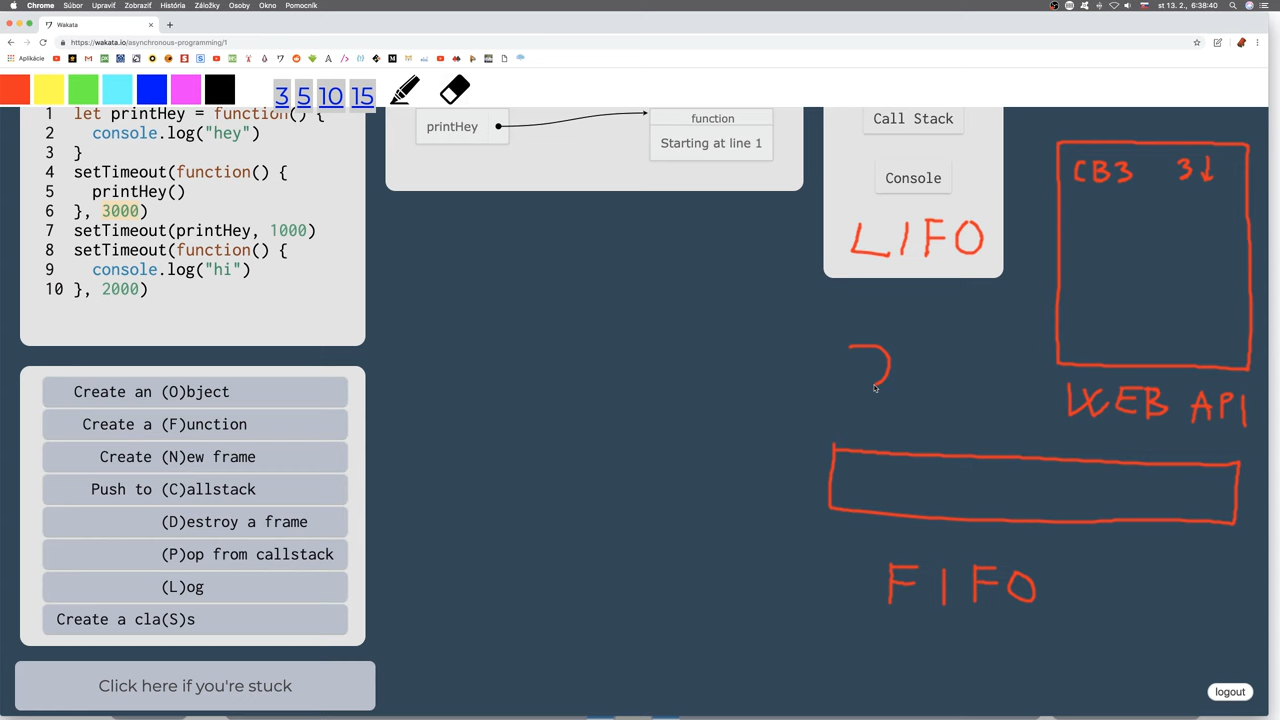 Chrome Súbor Upraviť Zobraziť História Záložky Osoby Okno Pomocník
st 13. 2., 6:38:40
Wakata
https://wakata.io/asynchronous-programming/1
Aplikácie
3 5 10 15
1 let printHey = function() {
2 console.log("hey")
3 }
4 setTimeout(function() {
5 printHey()
6 }, 3000)
7 setTimeout(printHey, 1000)
8 setTimeout(function() {
9 console.log("hi")
10 }, 2000)
printHey
function
Starting at line 1
Call Stack
Console
LIFO
CB3 3↓
WEB API
FIFO
Create an (O)bject
Create a (F)unction
Create (N)ew frame
Push to (C)allstack
(D)estroy a frame
(P)op from callstack
(L)og
Create a cla(S)s
Click here if you're stuck
logout